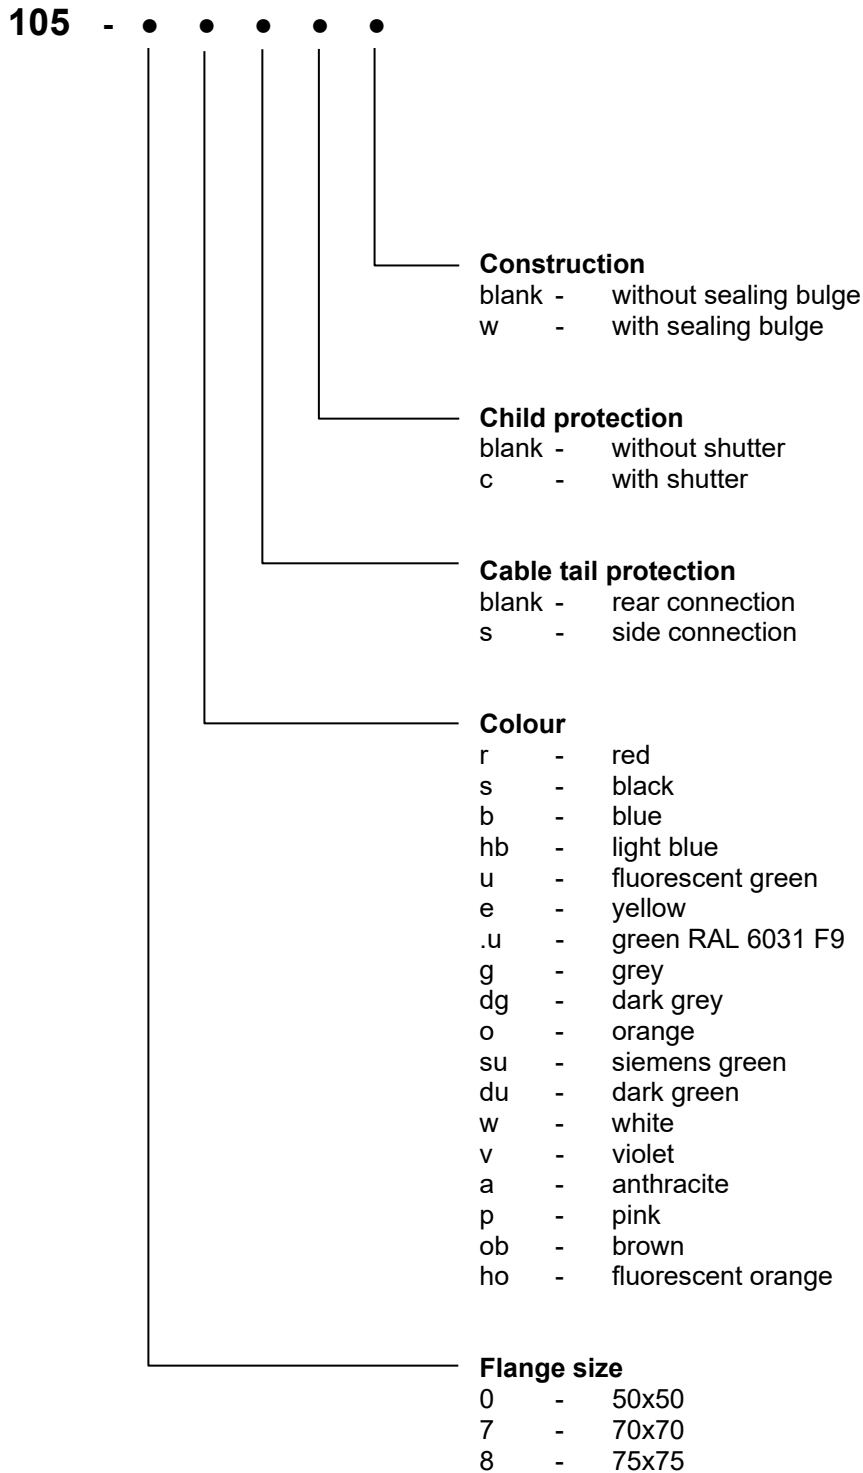 105 - ● ● ● ● ●
Construction
blank - without sealing bulge
w - with sealing bulge
Child protection
blank - without shutter
c - with shutter
Cable tail protection
blank - rear connection
s - side connection
Colour
r - red
s - black
b - blue
hb - light blue
u - fluorescent green
e - yellow
.u - green RAL 6031 F9
g - grey
dg - dark grey
o - orange
su - siemens green
du - dark green
w - white
v - violet
a - anthracite
p - pink
ob - brown
ho - fluorescent orange
Flange size
0 - 50x50
7 - 70x70
8 - 75x75